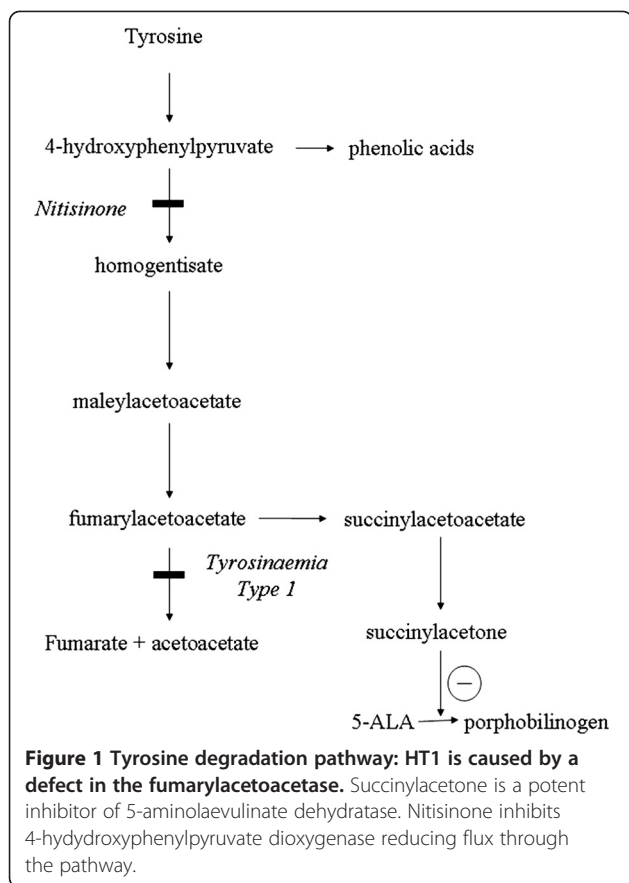 Tyrosine
4-hydroxyphenylpyruvate
phenolic acids
Nitisinone
homogentisate
maleylacetoacetate
fumarylacetoacetate
succinylacetoacetate
Tyrosinaemia
Type 1
Fumarate + acetoacetate
succinylacetone
−
5-ALA
porphobilinogen
Figure 1 Tyrosine degradation pathway: HT1 is caused by a
defect in the fumarylacetoacetase. Succinylacetone is a potent
inhibitor of 5-aminolaevulinate dehydratase. Nitisinone inhibits
4-hydydroxyphenylpyruvate dioxygenase reducing flux through
the pathway.